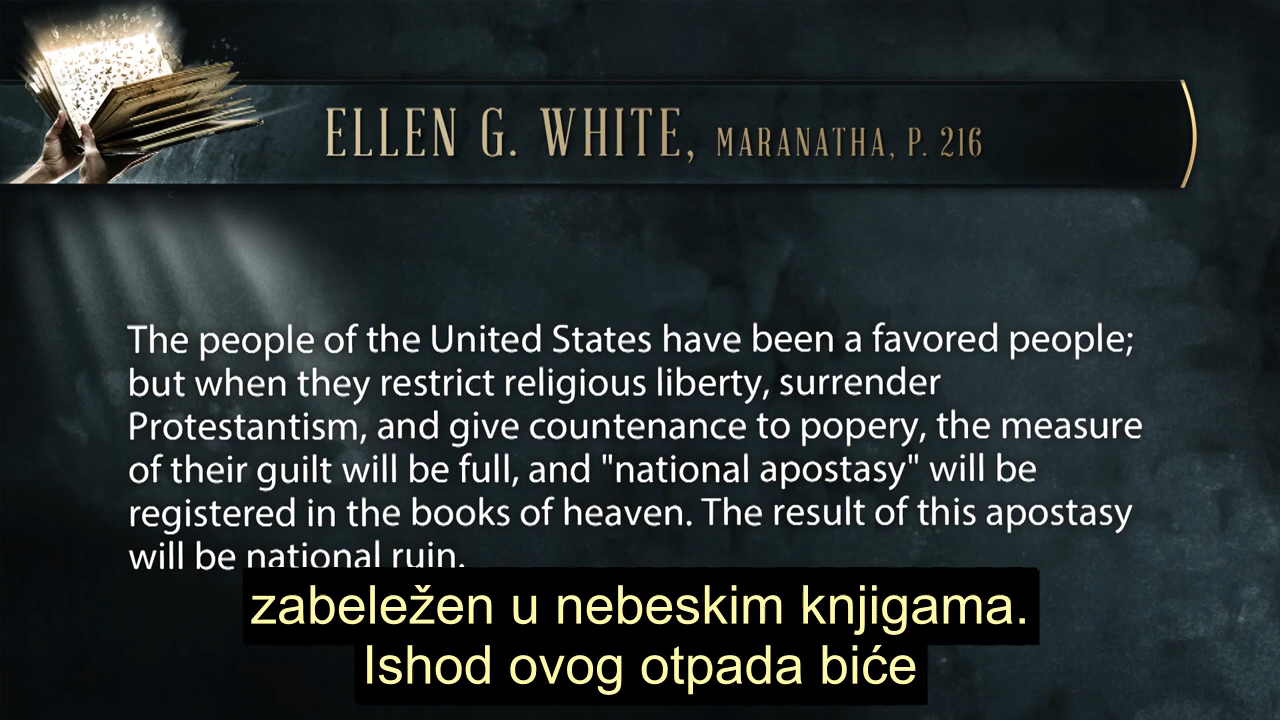 ELLEN G. WHITE, MARANATHA, P. 216
The people of the United States have been a favored people;
but when they restrict religious liberty, surrender
Protestantism, and give countenance to popery, the measure
of their guilt will be full, and "national apostasy" will be
registered in the books of heaven. The result of this apostasy
will be national ruin.
zabeležen u nebeskim knjigama.
Ishod ovog otpada biće